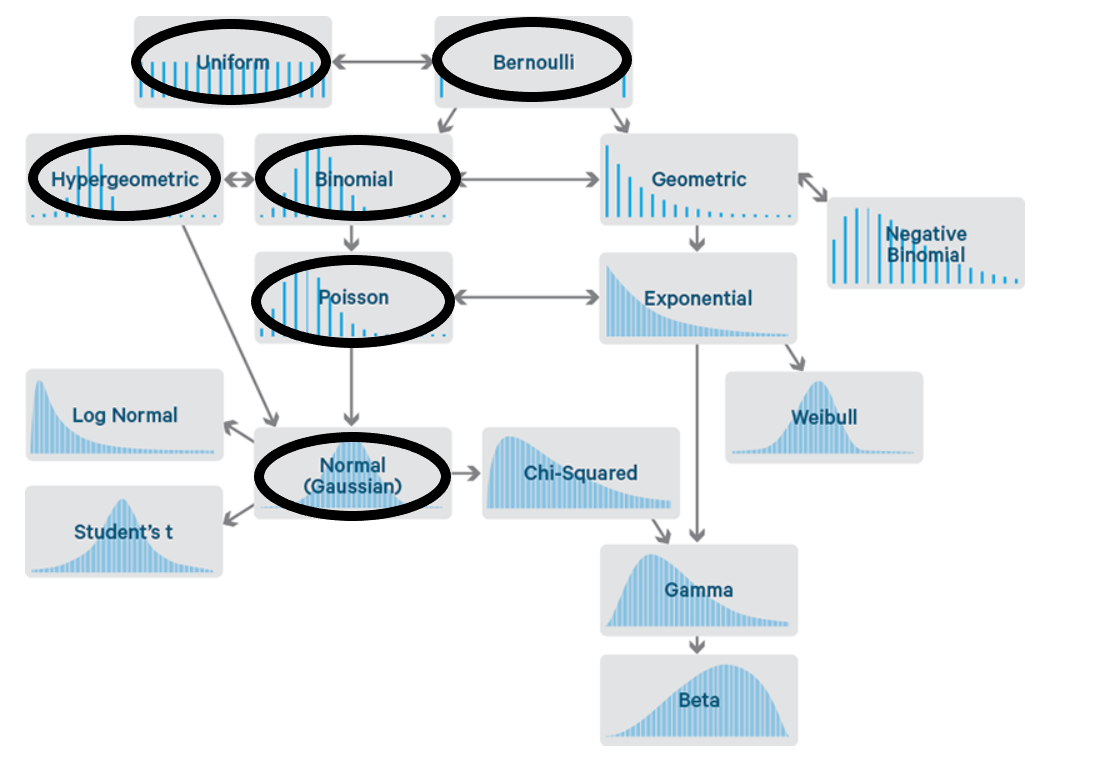 Uniform
Bernoulli
Hypergeometric
Binomial
Geometric
Negative
Binomial
Poisson
Exponential
Log Normal
Weibull
Normal
(Gaussian)
Chi-Squared
Student's t
Gamma
Beta